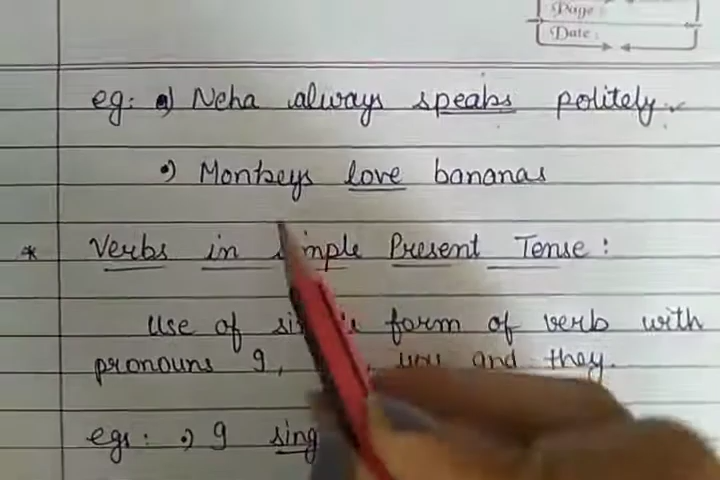 Page :
Date :
eg: •) Neha always speaks politely.
•) Monkeys love bananas
* Verbs in simple Present Tense :
Use of form of verb with
pronouns I, you and they.
egs : •) I sing